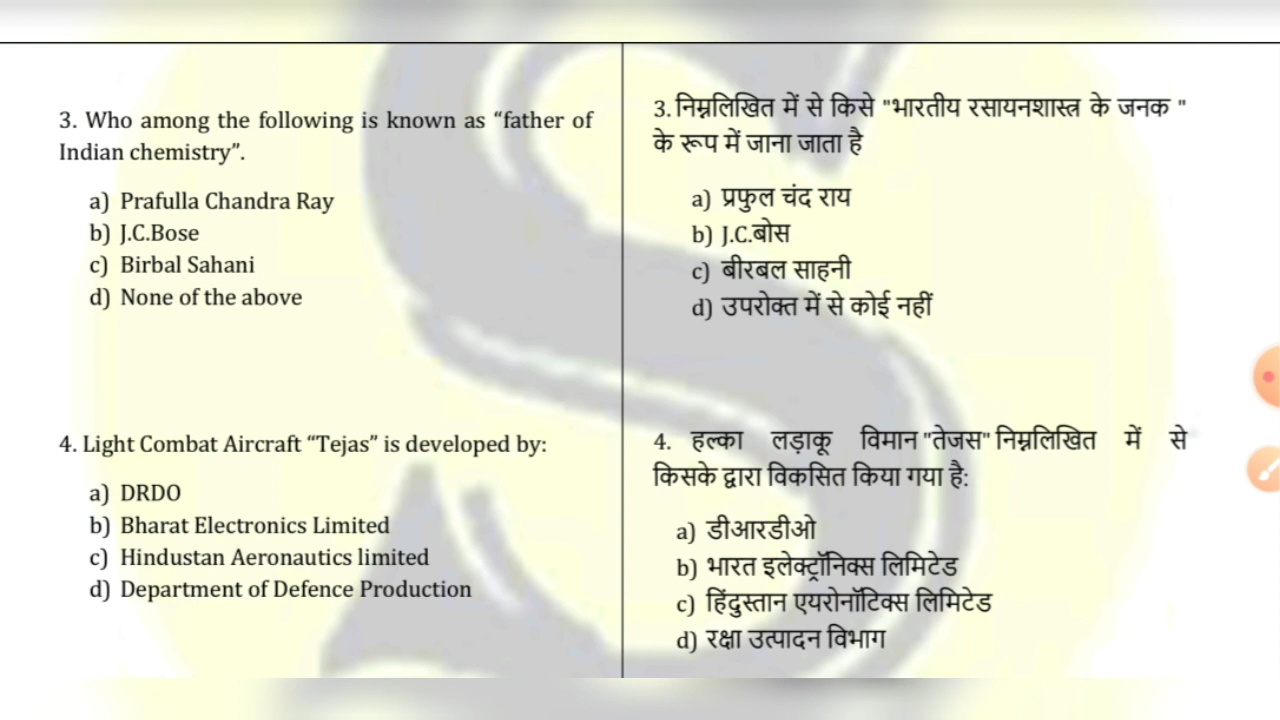 3. Who among the following is known as “father of
Indian chemistry”.
a) Prafulla Chandra Ray
b) J.C.Bose
c) Birbal Sahani
d) None of the above
4. Light Combat Aircraft “Tejas” is developed by:
a) DRDO
b) Bharat Electronics Limited
c) Hindustan Aeronautics limited
d) Department of Defence Production
3. निम्नलिखित में से किसे "भारतीय रसायनशास्त्र के जनक "
के रूप में जाना जाता है
a) प्रफुल चंद राय
b) J.C.बोस
c) बीरबल साहनी
d) उपरोक्त में से कोई नहीं
4. हल्का लड़ाकू विमान "तेजस" निम्नलिखित में से
किसके द्वारा विकसित किया गया है:
a) डीआरडीओ
b) भारत इलेक्ट्रॉनिक्स लिमिटेड
c) हिंदुस्तान एयरोनॉटिक्स लिमिटेड
d) रक्षा उत्पादन विभाग